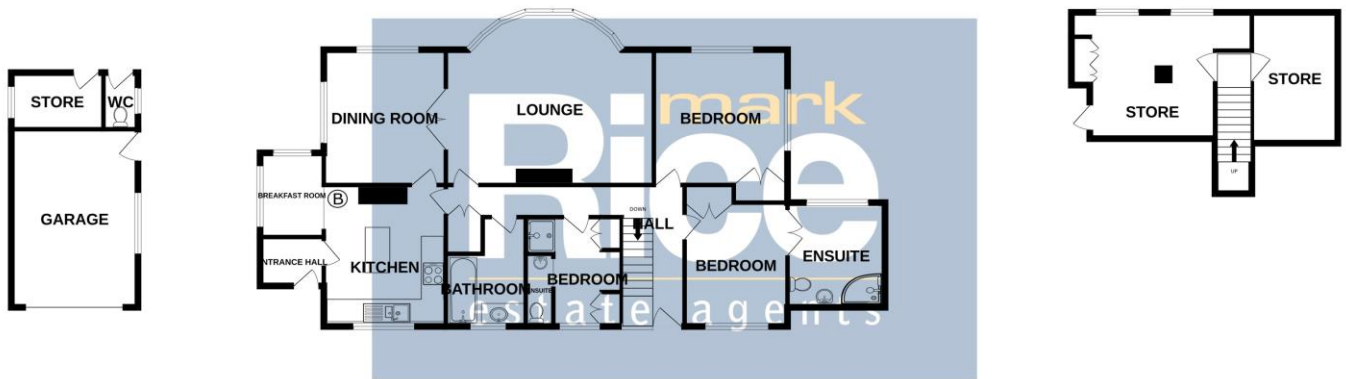 STORE
WC
GARAGE
DINING ROOM
LOUNGE
BEDROOM
BREAKFAST ROOM
B
ENTRANCE HALL
KITCHEN
BATHROOM
ENSUITE
BEDROOM
DOWN
HALL
BEDROOM
ENSUITE
mark
Rice
estate agents
STORE
STORE
UP